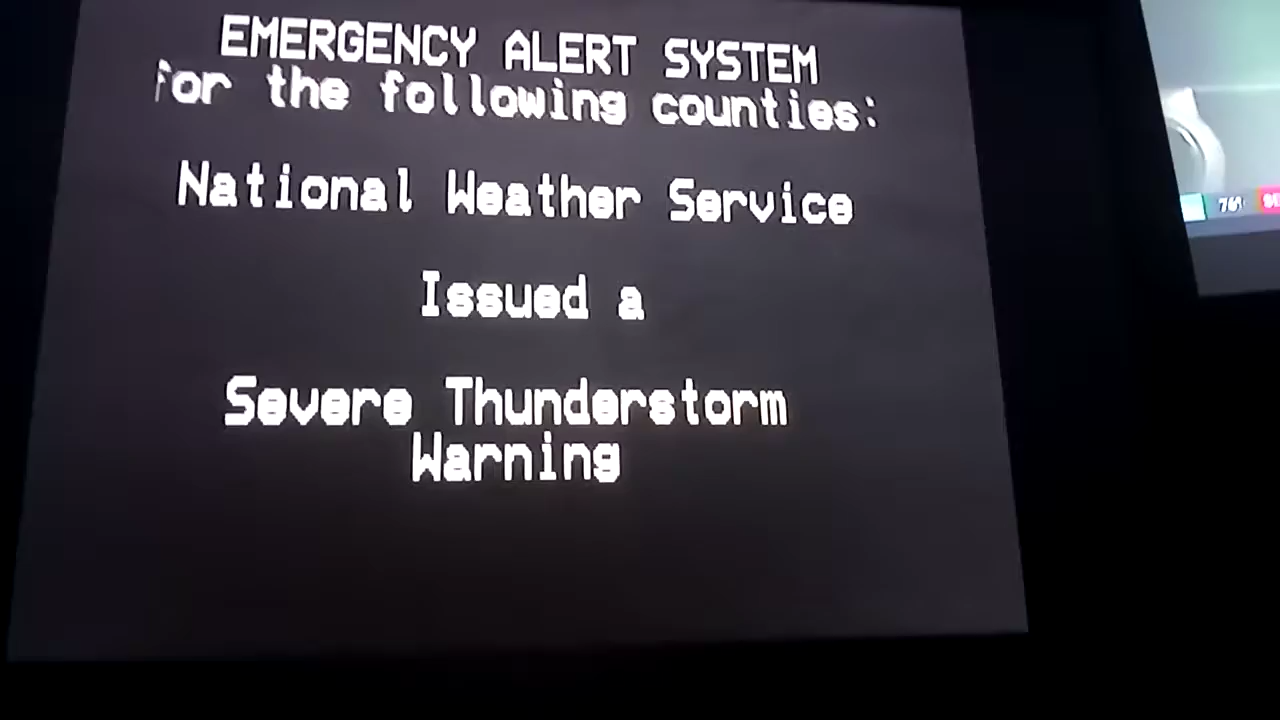 EMERGENCY ALERT SYSTEM
for the following counties:
National Weather Service
Issued a
Severe Thunderstorm
Warning